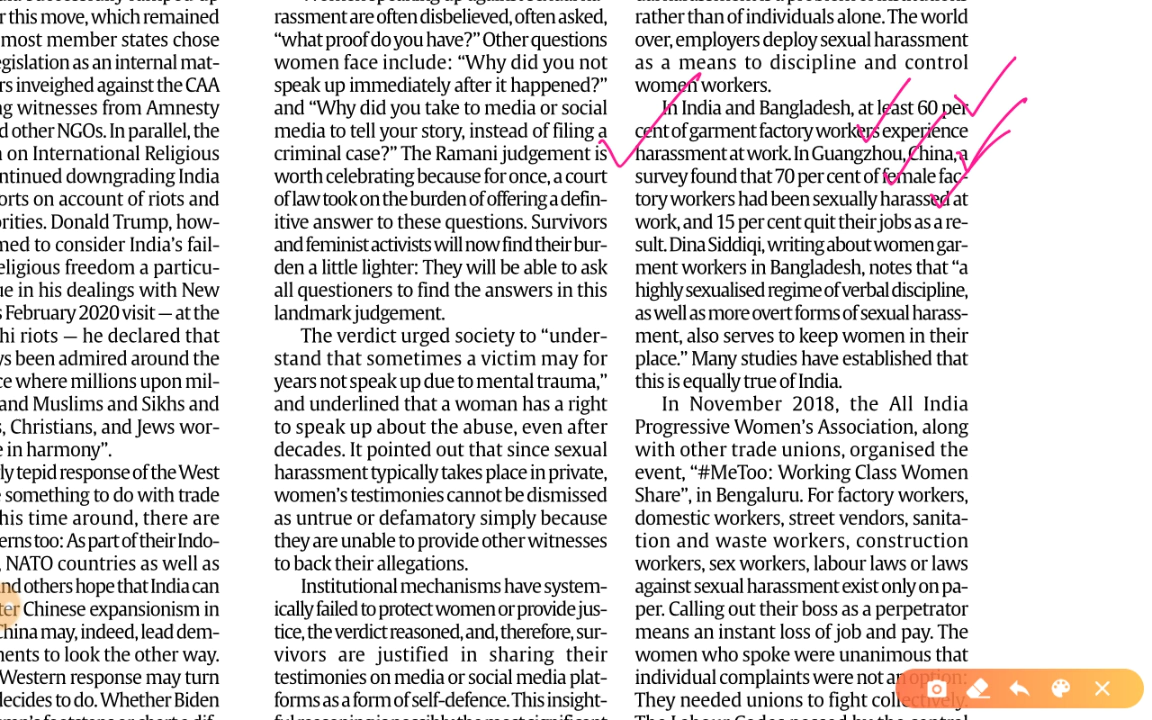 r this move, which remained
most member states chose
gislation as an internal mat-
rs inveighed against the CAA
ng witnesses from Amnesty
d other NGOs. In parallel, the
on International Religious
ntinued downgrading India
orts on account of riots and
orities. Donald Trump, how-
med to consider India's fail-
eligious freedom a particu-
ue in his dealings with New
s February 2020 visit — at the
hi riots — he declared that
ys been admired around the
ce where millions upon mil-
and Muslims and Sikhs and
s, Christians, and Jews wor-
e in harmony".
ly tepid response of the West
something to do with trade
his time around, there are
erns too: As part of their Indo-
, NATO countries as well as
nd others hope that India can
ter Chinese expansionism in
China may, indeed, lead dem-
ments to look the other way.
Western response may turn
decides to do. Whether Biden
rassment are often disbelieved, often asked,
"what proof do you have?" Other questions
women face include: "Why did you not
speak up immediately after it happened?"
and "Why did you take to media or social
media to tell your story, instead of filing a
criminal case?" The Ramani judgement is
worth celebrating because for once, a court
of law took on the burden of offering a defin-
itive answer to these questions. Survivors
and feminist activists will now find their bur-
den a little lighter: They will be able to ask
all questioners to find the answers in this
landmark judgement.
The verdict urged society to "under-
stand that sometimes a victim may for
years not speak up due to mental trauma,"
and underlined that a woman has a right
to speak up about the abuse, even after
decades. It pointed out that since sexual
harassment typically takes place in private,
women's testimonies cannot be dismissed
as untrue or defamatory simply because
they are unable to provide other witnesses
to back their allegations.
Institutional mechanisms have system-
ically failed to protect women or provide jus-
tice, the verdict reasoned, and, therefore, sur-
vivors are justified in sharing their
testimonies on media or social media plat-
forms as a form of self-defence. This insight-
rather than of individuals alone. The world
over, employers deploy sexual harassment
as a means to discipline and control
women workers.
In India and Bangladesh, at least 60 per
cent of garment factory workers experience
harassment at work. In Guangzhou, China, a
survey found that 70 per cent of female fac-
tory workers had been sexually harassed at
work, and 15 per cent quit their jobs as a re-
sult. Dina Siddiqi, writing about women gar-
ment workers in Bangladesh, notes that "a
highly sexualised regime of verbal discipline,
as well as more overt forms of sexual harass-
ment, also serves to keep women in their
place." Many studies have established that
this is equally true of India.
In November 2018, the All India
Progressive Women's Association, along
with other trade unions, organised the
event, "#MeToo: Working Class Women
Share", in Bengaluru. For factory workers,
domestic workers, street vendors, sanita-
tion and waste workers, construction
workers, sex workers, labour laws or laws
against sexual harassment exist only on pa-
per. Calling out their boss as a perpetrator
means an instant loss of job and pay. The
women who spoke were unanimous that
individual complaints were not an option:
They needed unions to fight collectively.